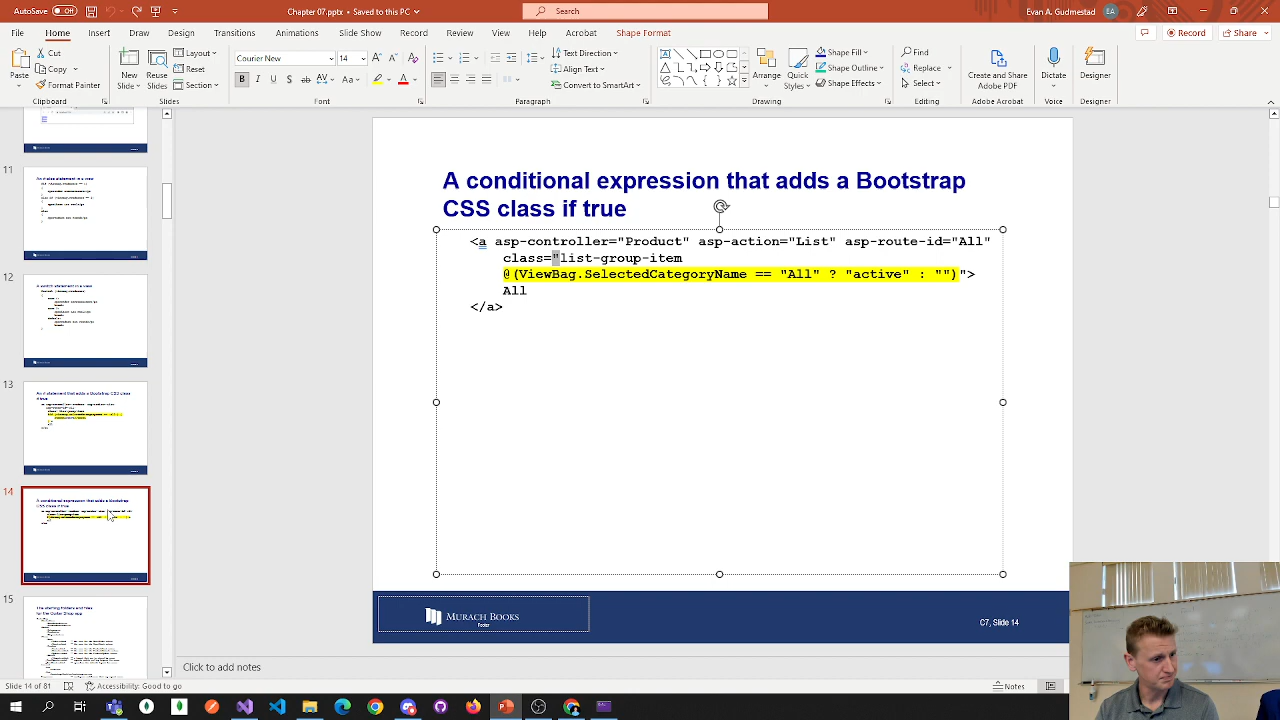 AutoSave Off
Chapter 07.pptx • Saved to this PC
Search
Evan A. Gudmestad EA
File Home Insert Draw Design Transitions Animations Slide Show Record Review View Help Acrobat Shape Format
Record Share
Paste Cut Copy Format Painter
Clipboard
New Slide Reuse Slides Layout Reset Section
Slides
Courier New 14
Font
Paragraph
Text Direction
Align Text
Convert to SmartArt
Arrange Quick Styles
Shape Fill
Shape Outline
Shape Effects
Drawing
Find
Replace
Select
Editing
Create and Share Adobe PDF
Adobe Acrobat
Dictate
Voice
Designer
Designer
11
12
13
14
15
A conditional expression that adds a Bootstrap
CSS class if true
<a asp-controller="Product" asp-action="List" asp-route-id="All"
class="list-group-item
@(ViewBag.SelectedCategoryName == "All" ? "active" : "")">
All
</a>
MURACH BOOKS
Footer
C7, Slide 14
Click to add notes
Slide 14 of 81
Accessibility: Good to go
Notes